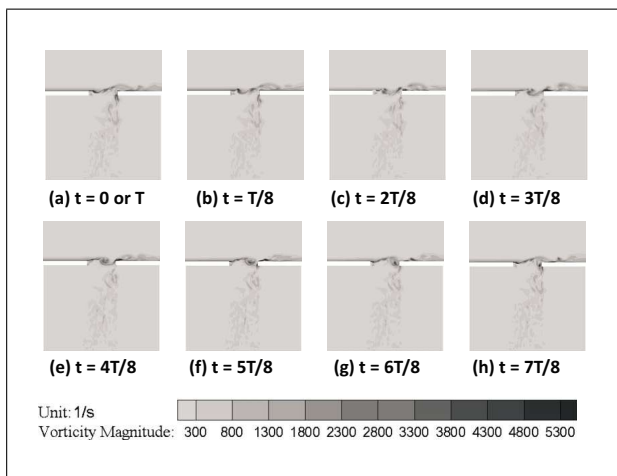 (a) t = 0 or T
(b) t = T/8
(c) t = 2T/8
(d) t = 3T/8
(e) t = 4T/8
(f) t = 5T/8
(g) t = 6T/8
(h) t = 7T/8
Unit: 1/s
Vorticity Magnitude: 300 800 1300 1800 2300 2800 3300 3800 4300 4800 5300